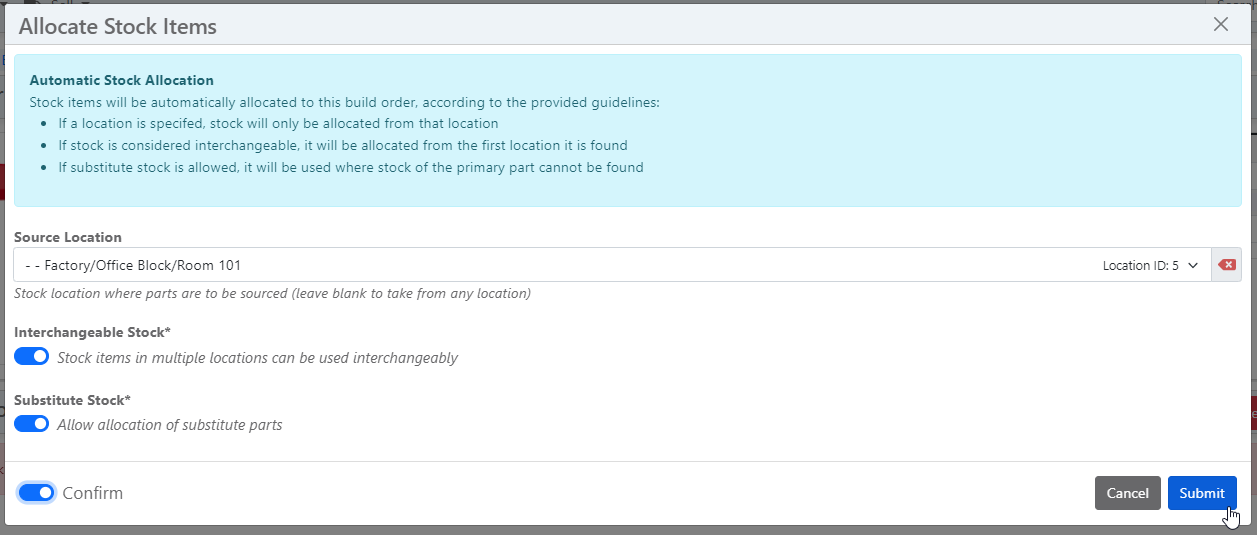 Allocate Stock Items
Automatic Stock Allocation
Stock items will be automatically allocated to this build order, according to the provided guidelines:
If a location is specifed, stock will only be allocated from that location
If stock is considered interchangeable, it will be allocated from the first location it is found
If substitute stock is allowed, it will be used where stock of the primary part cannot be found
Source Location
- - Factory/Office Block/Room 101 Location ID: 5
Stock location where parts are to be sourced (leave blank to take from any location)
Interchangeable Stock*
Stock items in multiple locations can be used interchangeably
Substitute Stock*
Allow allocation of substitute parts
Confirm Cancel Submit